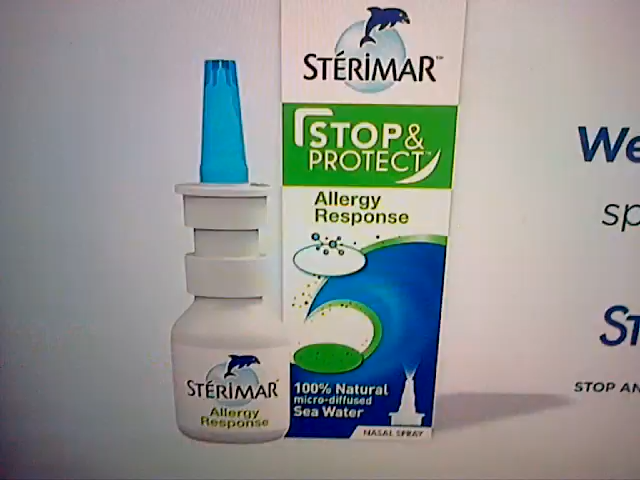 STÉRIMAR™
STOP&
PROTECT™
Allergy
Response
100% Natural
micro-diffused
Sea Water
NASAL SPRAY
STÉRIMAR
Allergy
Response
We
sp
ST
STOP AN